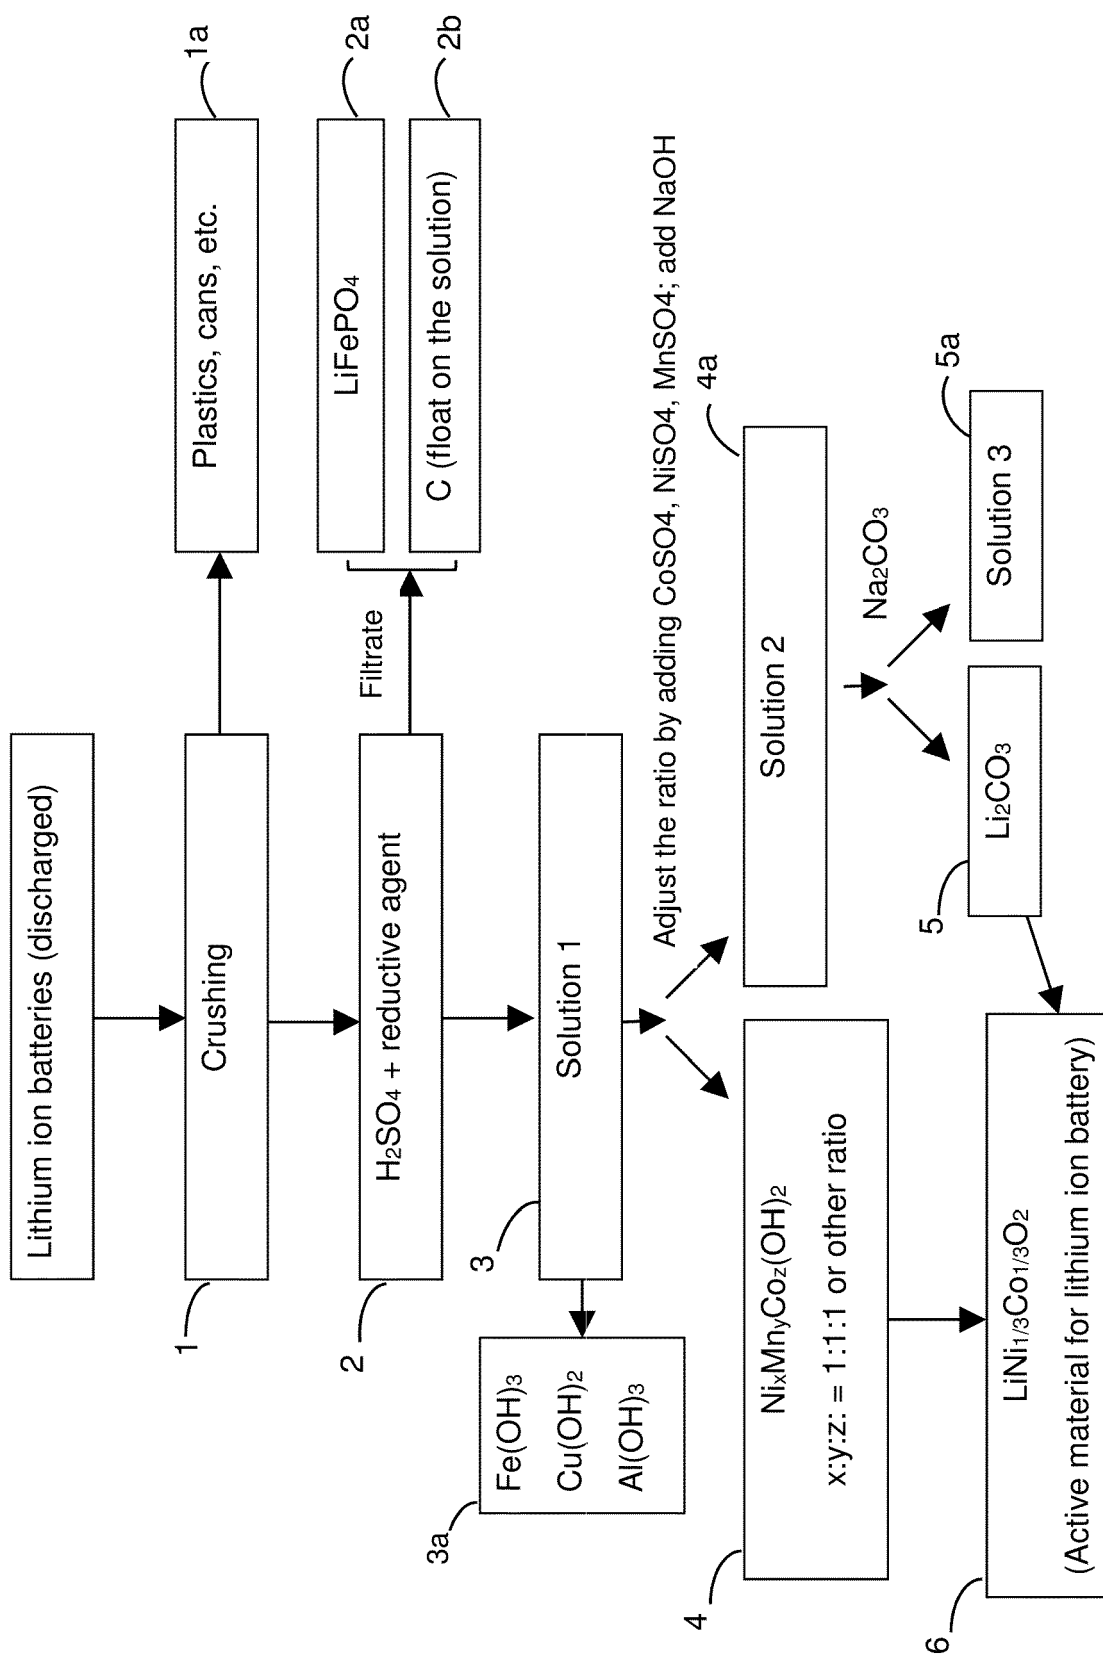 Lithium ion batteries (discharged)
1
Crushing
Plastics, cans, etc.
1a
2
H2SO4 + reductive agent
Filtrate
LiFePO4
2a
C (float on the solution)
2b
3
Solution 1
3a
Fe(OH)3
Cu(OH)2
Al(OH)3
Adjust the ratio by adding CoSO4, NiSO4, MnSO4; add NaOH
4
NixMnyCoz(OH)2
x:y:z: = 1:1:1 or other ratio
Solution 2
4a
Na2CO3
5
Li2CO3
Solution 3
5a
6
LiNi1/3Co1/3O2
(Active material for lithium ion battery)